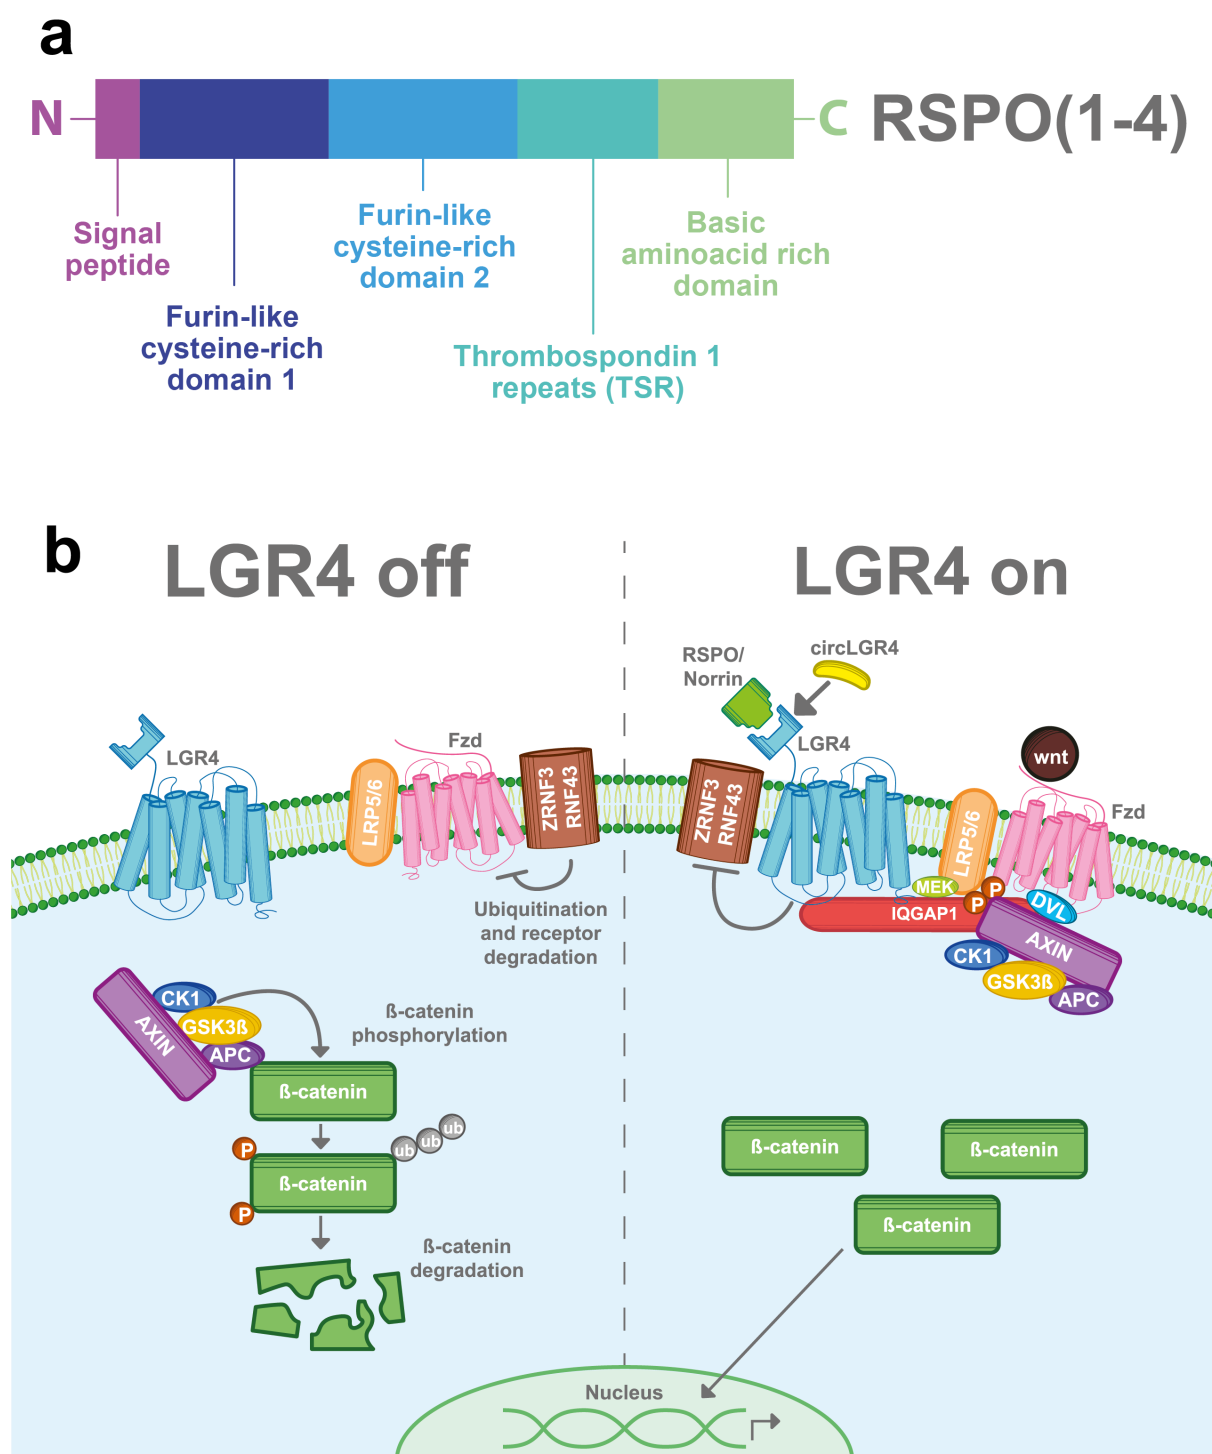 a
N
C
RSPO(1-4)
Signal
peptide
Furin-like
cysteine-rich
domain 1
Furin-like
cysteine-rich
domain 2
Thrombospondin 1
repeats (TSR)
Basic
aminoacid rich
domain
b
LGR4 off
LGR4
LRP5/6
Fzd
ZRNF3
RNF43
Ubiquitination
and receptor
degradation
AXIN
CK1
GSK3ß
APC
ß-catenin
phosphorylation
ß-catenin
P
ub
ub
ub
ß-catenin
P
ß-catenin
degradation
LGR4 on
RSPO/
Norrin
circLGR4
LGR4
ZRNF3
RNF43
wnt
Fzd
LRP5/6
MEK
P
P
IQGAP1
DVL
AXIN
CK1
GSK3ß
APC
ß-catenin
ß-catenin
ß-catenin
Nucleus